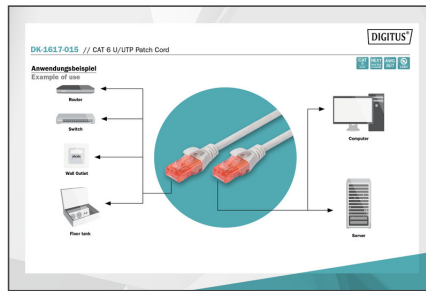 DIGITUS®
DK-1617-015 // CAT 6 U/UTP Patch Cord
Anwendungsbeispiel
Example of use
Router
Switch
Wall Outlet
Floor tank
Computer
Server